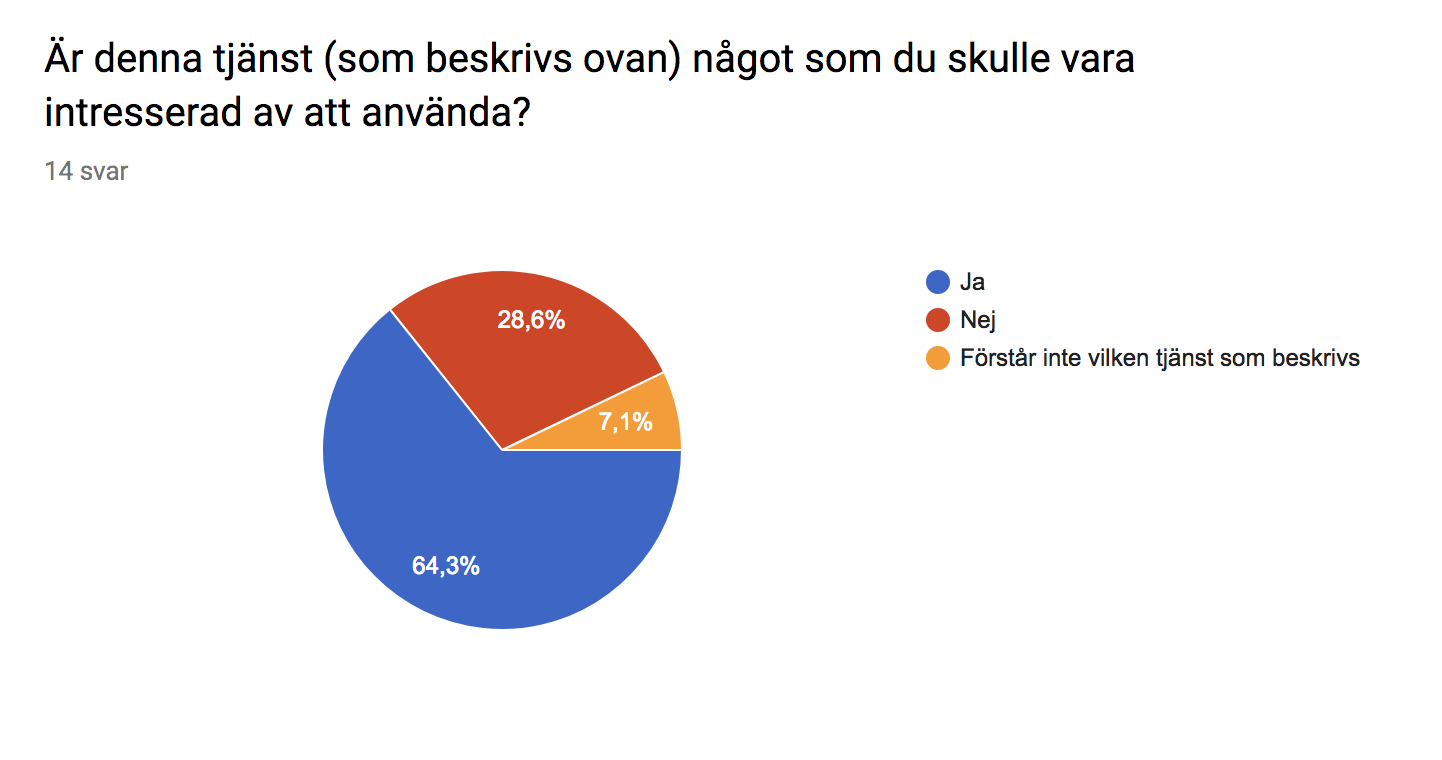 Är denna tjänst (som beskrivs ovan) något som du skulle vara
intresserad av att använda?
14 svar
28,6%
7,1%
64,3%
Ja
Nej
Förstår inte vilken tjänst som beskrivs